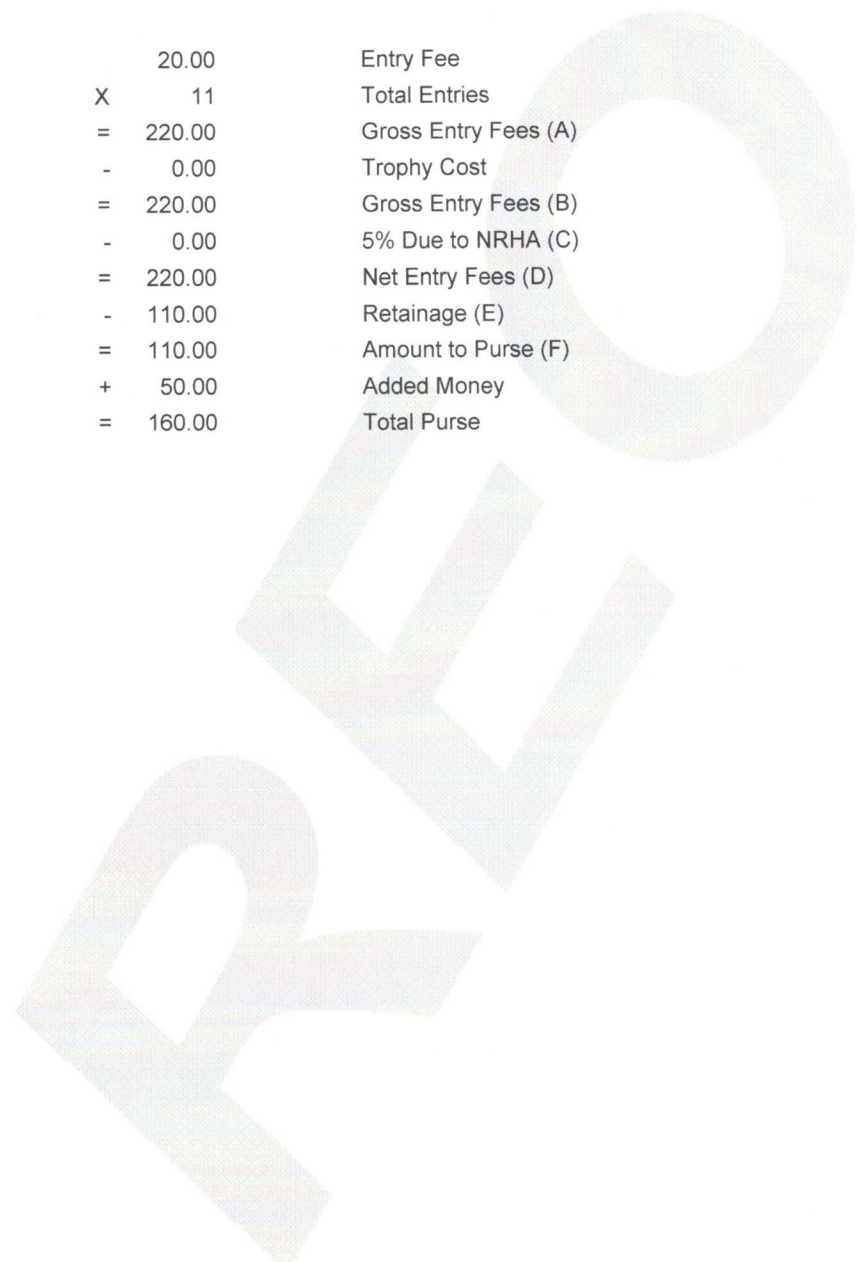 20.00 Entry Fee
X 11 Total Entries
= 220.00 Gross Entry Fees (A)
- 0.00 Trophy Cost
= 220.00 Gross Entry Fees (B)
- 0.00 5% Due to NRHA (C)
= 220.00 Net Entry Fees (D)
- 110.00 Retainage (E)
= 110.00 Amount to Purse (F)
+ 50.00 Added Money
= 160.00 Total Purse
REO